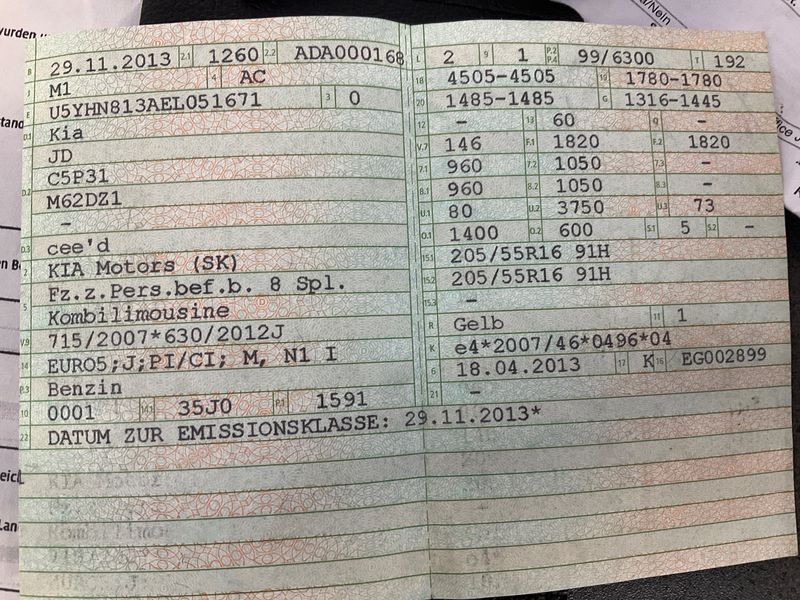 B 29.11.2013 2.1 1260 2.2 ADA000168
J M1 4 AC
E U5YHN813AEL051671 3 0
D.1 Kia
JD
D.2 C5P31
M62DZ1
–
D.3 cee'd
2 KIA Motors (SK)
5 Fz.z.Pers.bef.b. 8 Spl.
Kombilimousine
V.9 715/2007*630/2012J
14 EURO5;J;PI/CI; M, N1 I
P.3 Benzin
10 0001 14.1 35J0 P.1 1591
22 DATUM ZUR EMISSIONSKLASSE: 29.11.2013*
L 2 9 1 P.2 P.4 99/6300 T 192
18 4505-4505 19 1780-1780
20 1485-1485 G 1316-1445
12 – 13 60 Q –
V.7 146 F.1 1820 F.2 1820
7.1 960 7.2 1050 7.3 –
8.1 960 8.2 1050 8.3 –
U.1 80 U.2 3750 U.3 73
O.1 1400 O.2 600 S.1 5 S.2 –
15.1 205/55R16 91H
15.2 205/55R16 91H
15.3 –
R Gelb 11 1
K e4*2007/46*0496*04
6 18.04.2013 17 K 16 EG002899
21 –